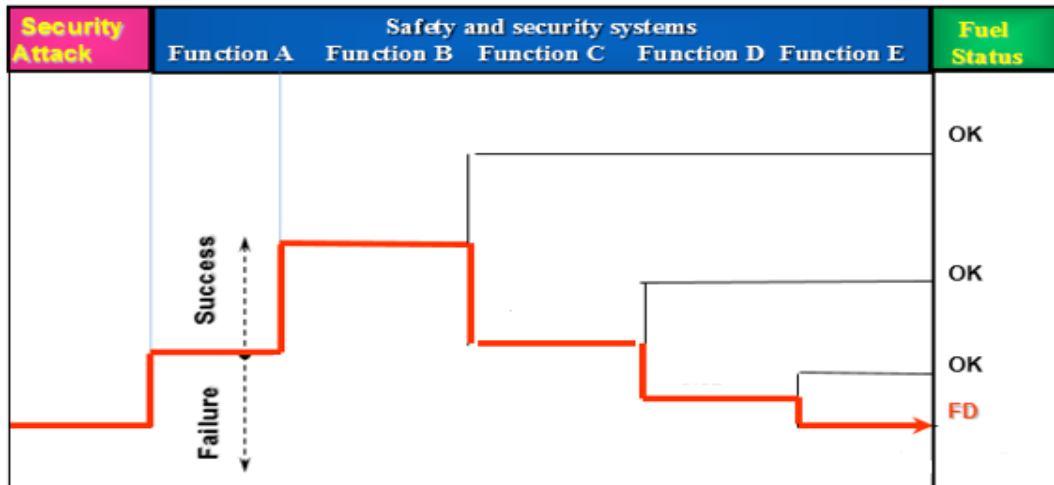 Security
Attack
Safety and security systems
Function A Function B Function C Function D Function E
Fuel
Status
OK
Success
OK
Failure
OK
FD